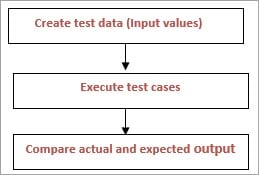 Create test data (Input values)
Execute test cases
Compare actual and expected output